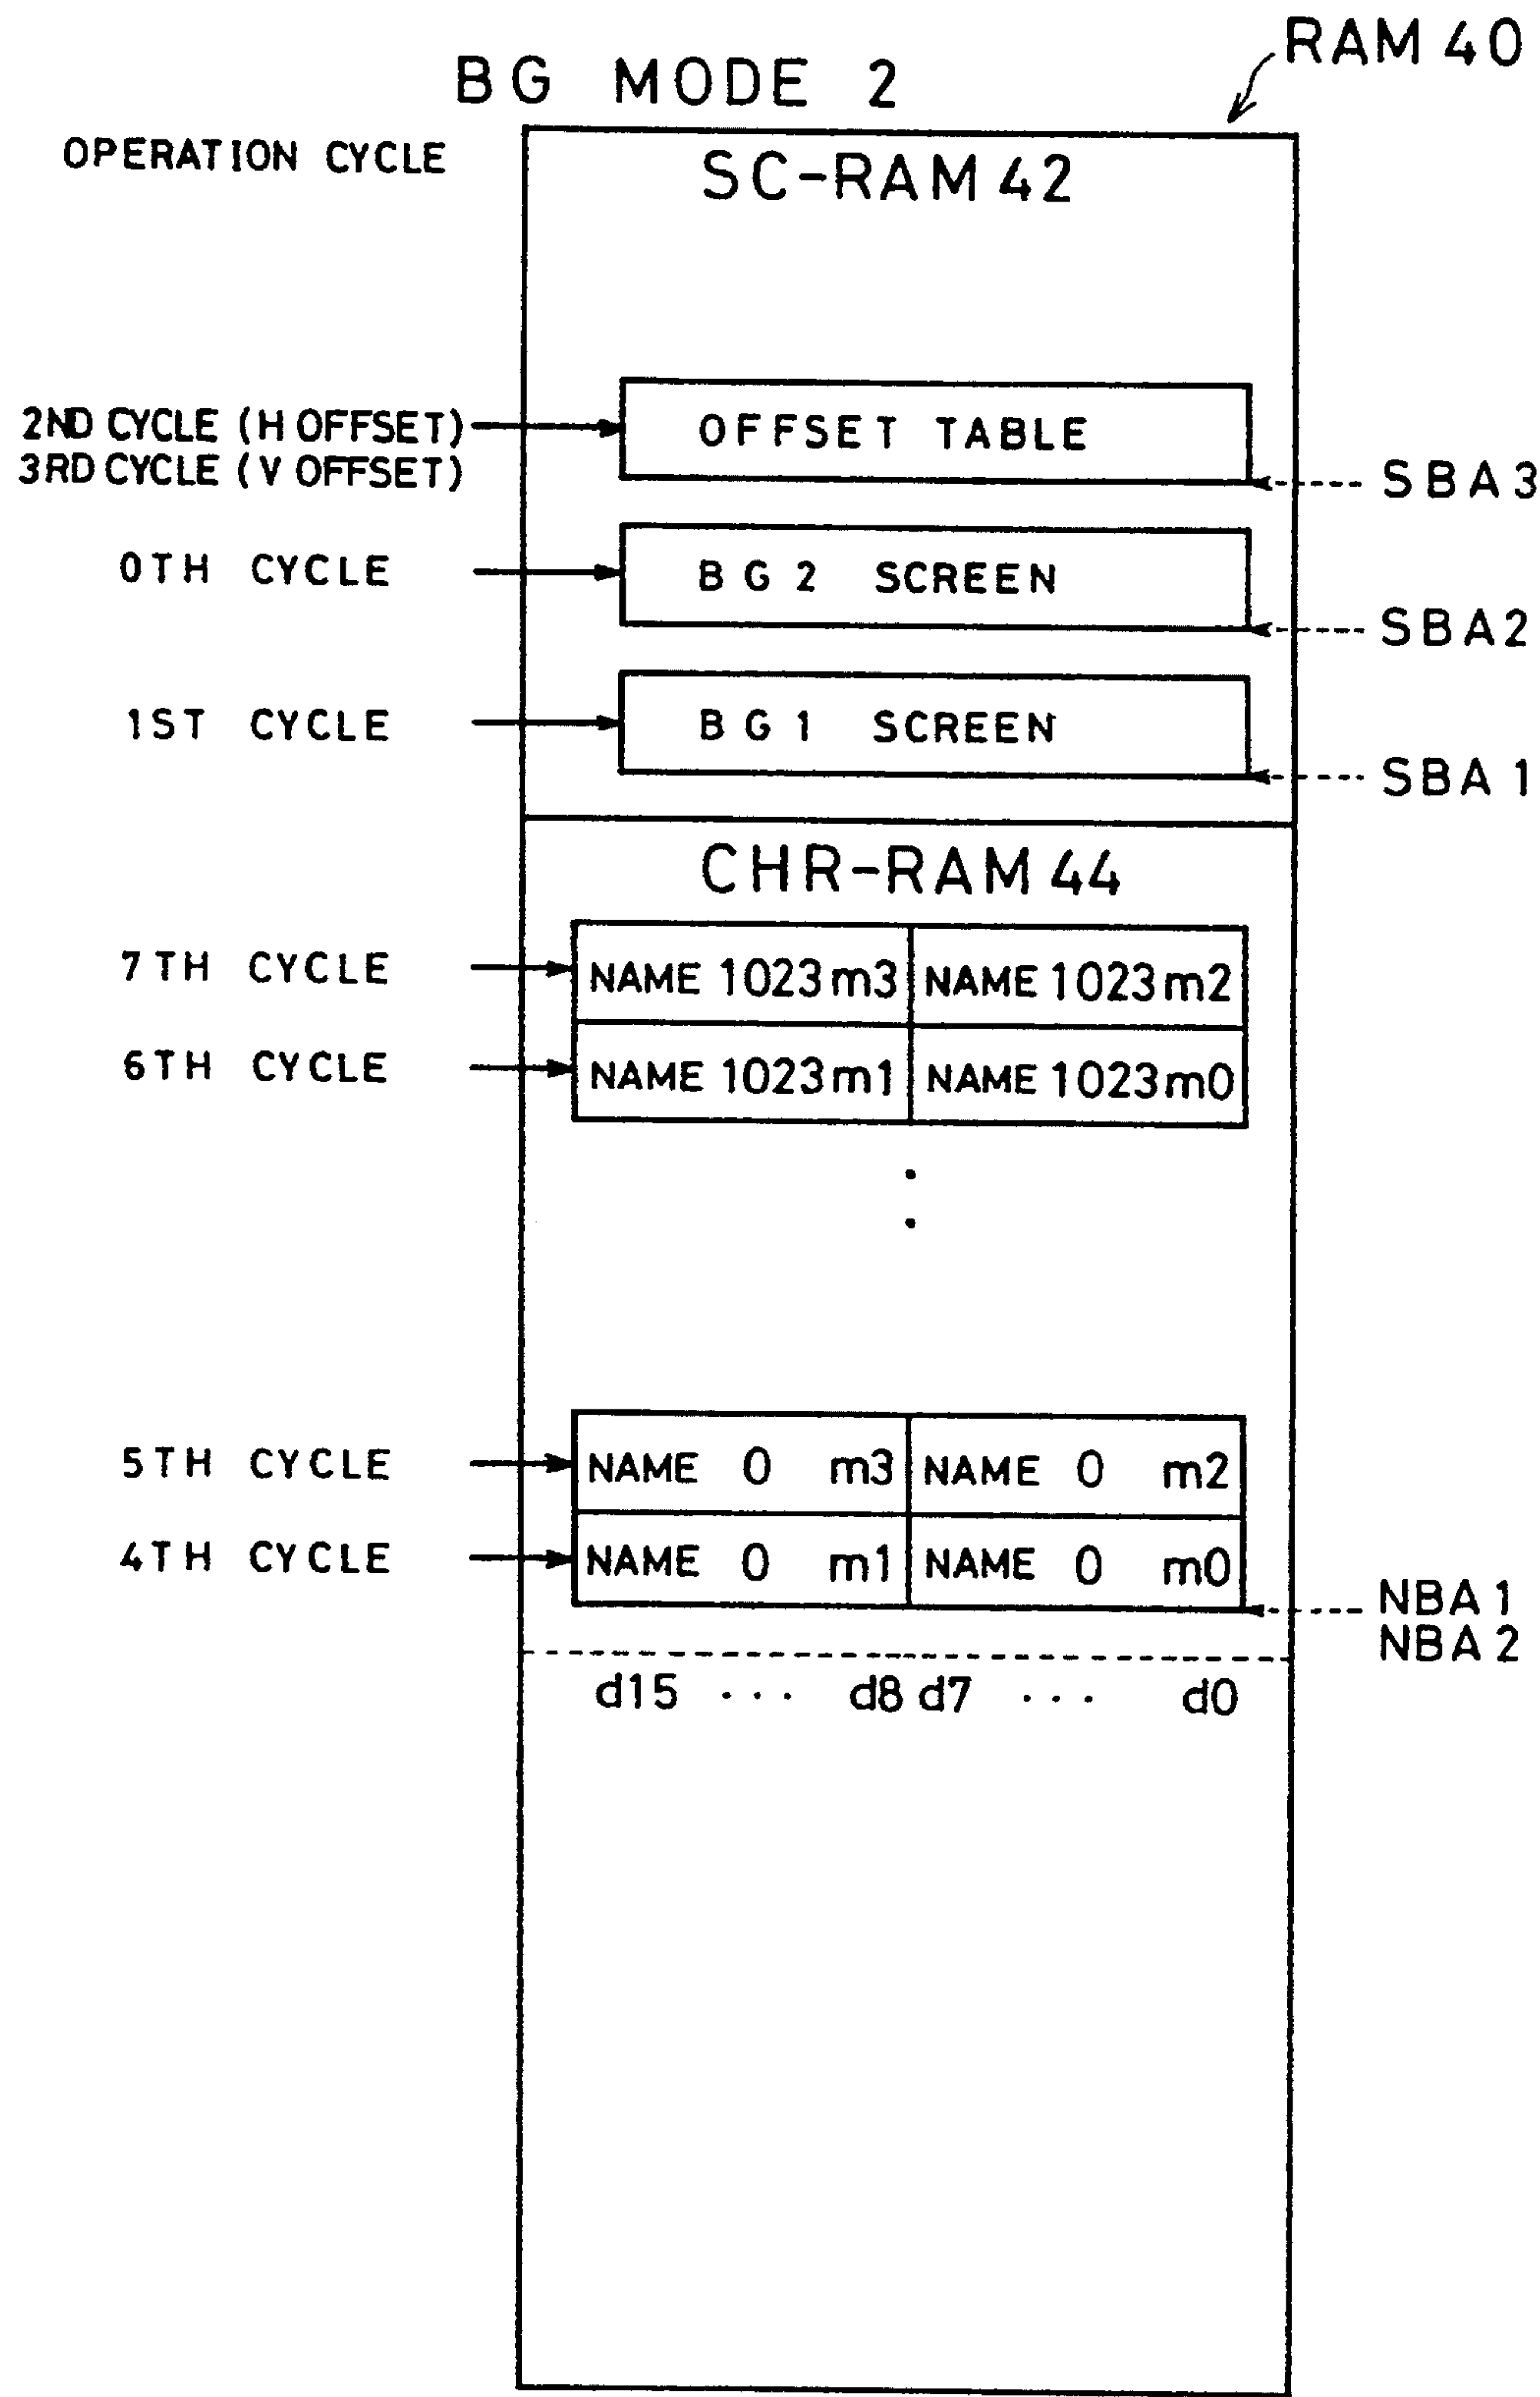 RAM 40
BG MODE 2
OPERATION CYCLE
SC-RAM 42
2ND CYCLE (H OFFSET)
3RD CYCLE (V OFFSET)
OFFSET TABLE
SBA3
0TH CYCLE
BG2 SCREEN
SBA2
1ST CYCLE
BG1 SCREEN
SBA1
CHR-RAM 44
7TH CYCLE
NAME 1023 m3 NAME 1023 m2
6TH CYCLE
NAME 1023 m1 NAME 1023 m0
5TH CYCLE
NAME 0 m3 NAME 0 m2
4TH CYCLE
NAME 0 m1 NAME 0 m0
NBA1
NBA2
d15 ... d8 d7 ... d0